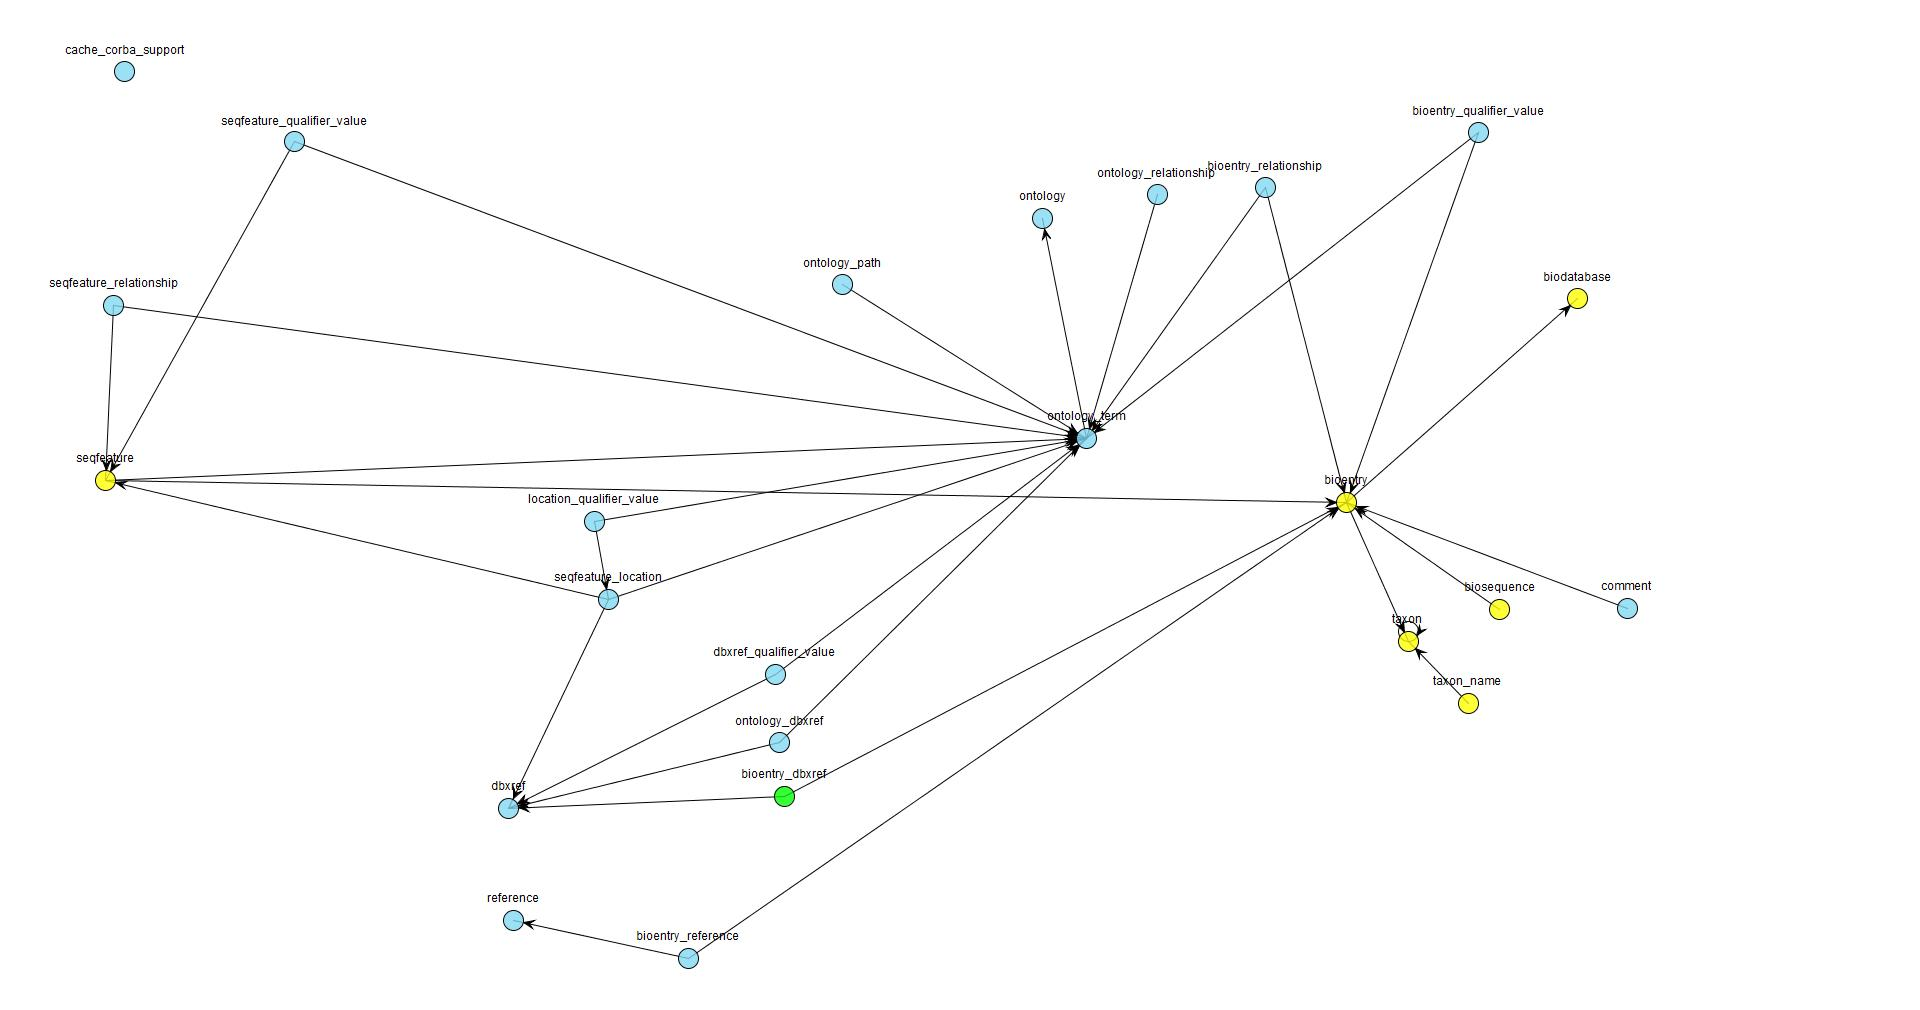 cache_corba_support
bioentry_qualifier_value
seqfeature_qualifier_value
bioentry_relationship
ontology_relationship
ontology
ontology_path
biodatabase
seqfeature_relationship
ontology_term
seqfeature
bioentry
location_qualifier_value
seqfeature_location
comment
biosequence
taxon
dbxref_qualifier_value
taxon_name
ontology_dbxref
bioentry_dbxref
dbxref
reference
bioentry_reference